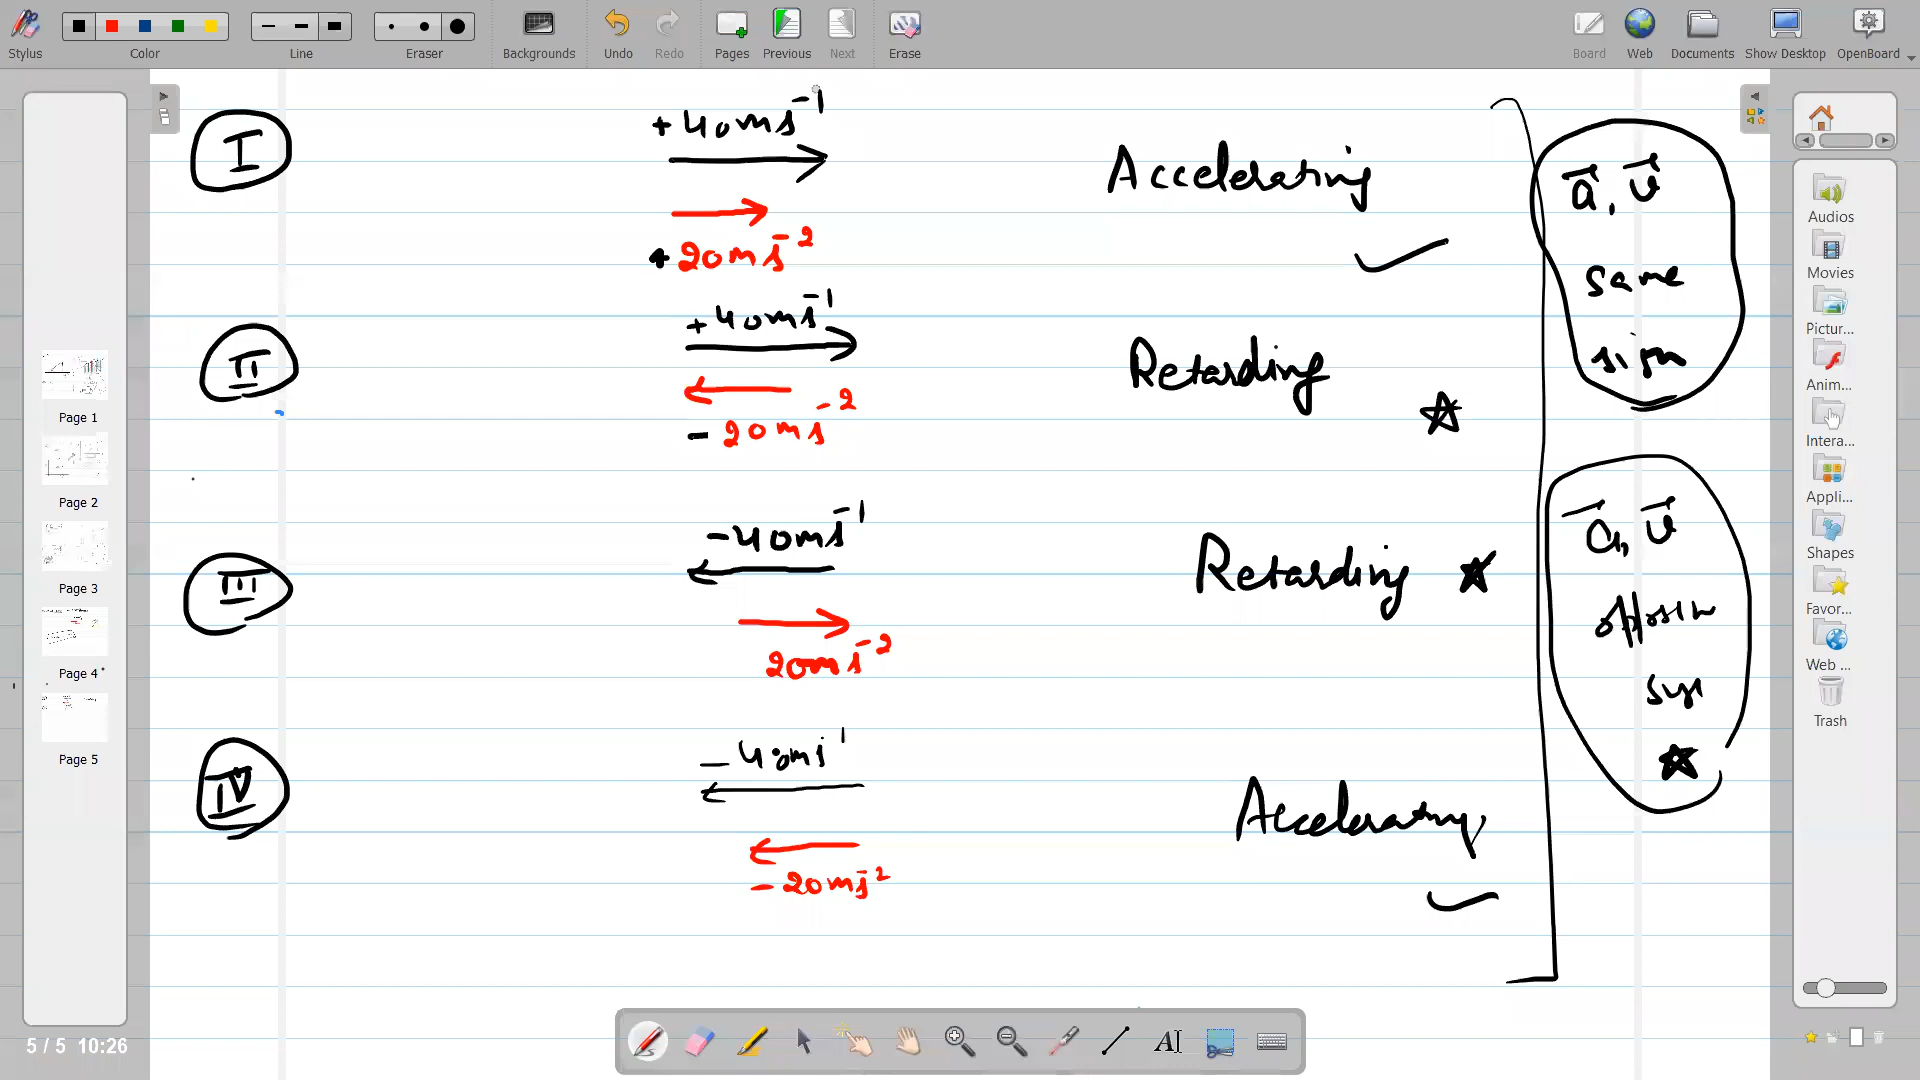 Stylus
Color
Line
Eraser
Backgrounds
Undo
Redo
Pages
Previous
Next
Erase
Board
Web
Documents
Show Desktop
OpenBoard
I
+40ms⁻¹
+20ms⁻²
Accelerating
II
+40ms⁻¹
-20ms⁻²
Retarding
III
-40ms⁻¹
20ms⁻²
Retarding
IV
-40ms⁻¹
-20ms⁻²
Accelerating
a, v
same
sign
a, v
Page 1
Page 2
Page 3
Page 4
Page 5
5 / 5 10:26
Audios
Movies
Pictur...
Anim...
Intera...
Appli...
Shapes
Favor...
Web ...
Trash